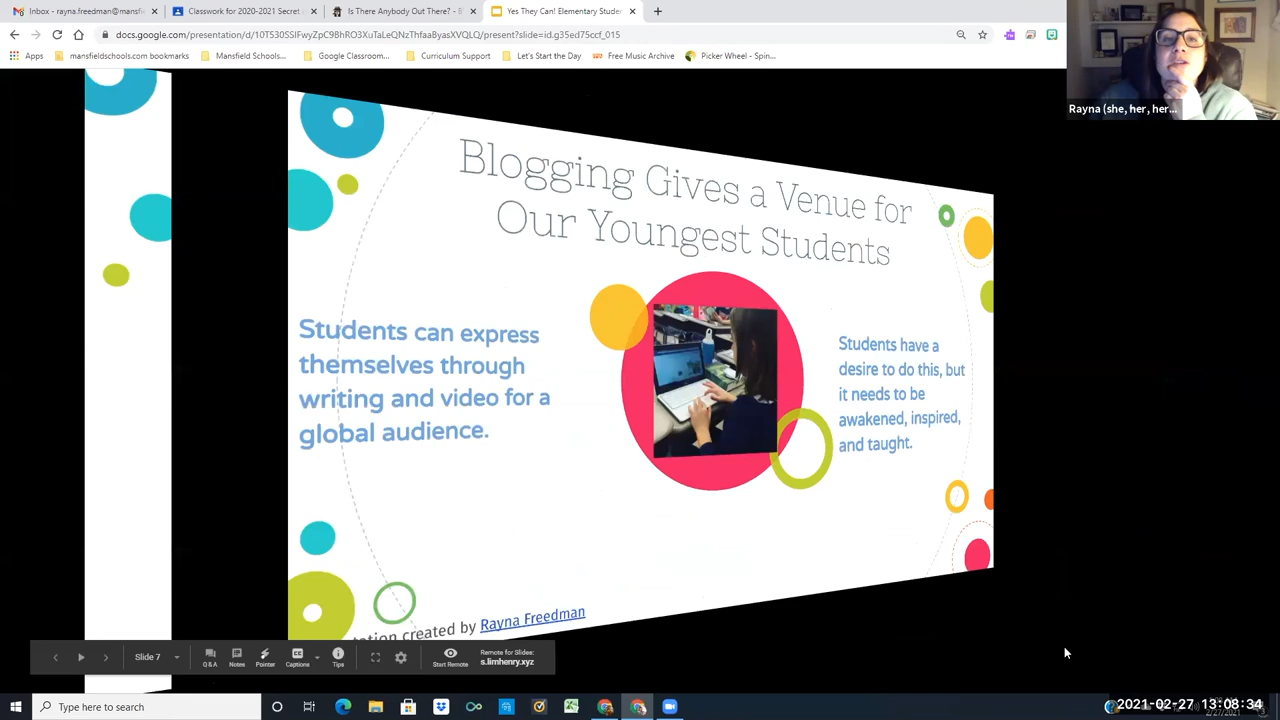 Inbox - rayna.freedman@mansfi
Classwork for 2020-2021 Secret
Is There Anybody Out There? - B
Yes They Can! Elementary Studen
docs.google.com/presentation/d/
Apps
mansfieldschools.com bookmarks
Mansfield Schools...
Google Classroom...
Curriculum Support
Let's Start the Day
Free Music Archive
Picker Wheel - Spin...
Rayna (she, her, her...
Blogging Gives a Venue for
Our Youngest Students
Students can express
themselves through
writing and video for a
global audience.
Students have a
desire to do this, but
it needs to be
awakened, inspired,
and taught.
created by Rayna Freedman
Slide 7
Q&A
Notes
Pointer
Captions
Tips
Start Remote
Remote for Slides:
s.limhenry.xyz
Type here to search
2021-02-27 13:08:34